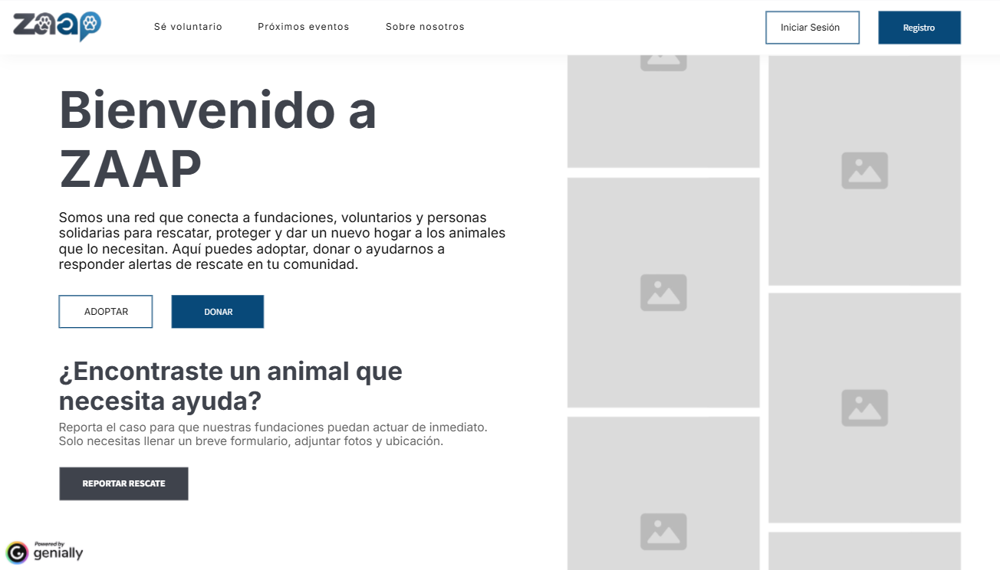 zaap
Sé voluntario
Próximos eventos
Sobre nosotros
Iniciar Sesión
Registro
Bienvenido a
ZAAP
Somos una red que conecta a fundaciones, voluntarios y personas
solidarias para rescatar, proteger y dar un nuevo hogar a los animales
que lo necesitan. Aquí puedes adoptar, donar o ayudarnos a
responder alertas de rescate en tu comunidad.
ADOPTAR
DONAR
¿Encontraste un animal que
necesita ayuda?
Reporta el caso para que nuestras fundaciones puedan actuar de inmediato.
Solo necesitas llenar un breve formulario, adjuntar fotos y ubicación.
REPORTAR RESCATE
Powered by
genially